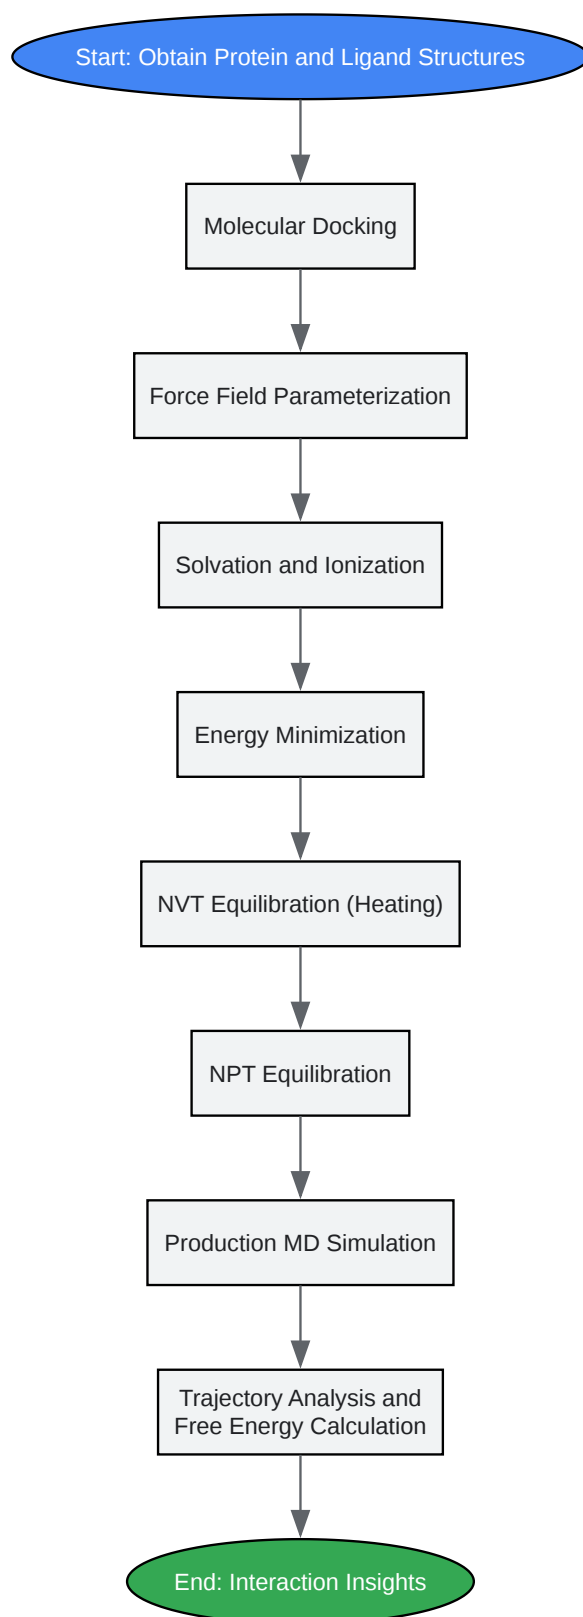 Start: Obtain Protein and Ligand Structures
Molecular Docking
Force Field Parameterization
Solvation and Ionization
Energy Minimization
NVT Equilibration (Heating)
NPT Equilibration
Production MD Simulation
Trajectory Analysis and
Free Energy Calculation
End: Interaction Insights